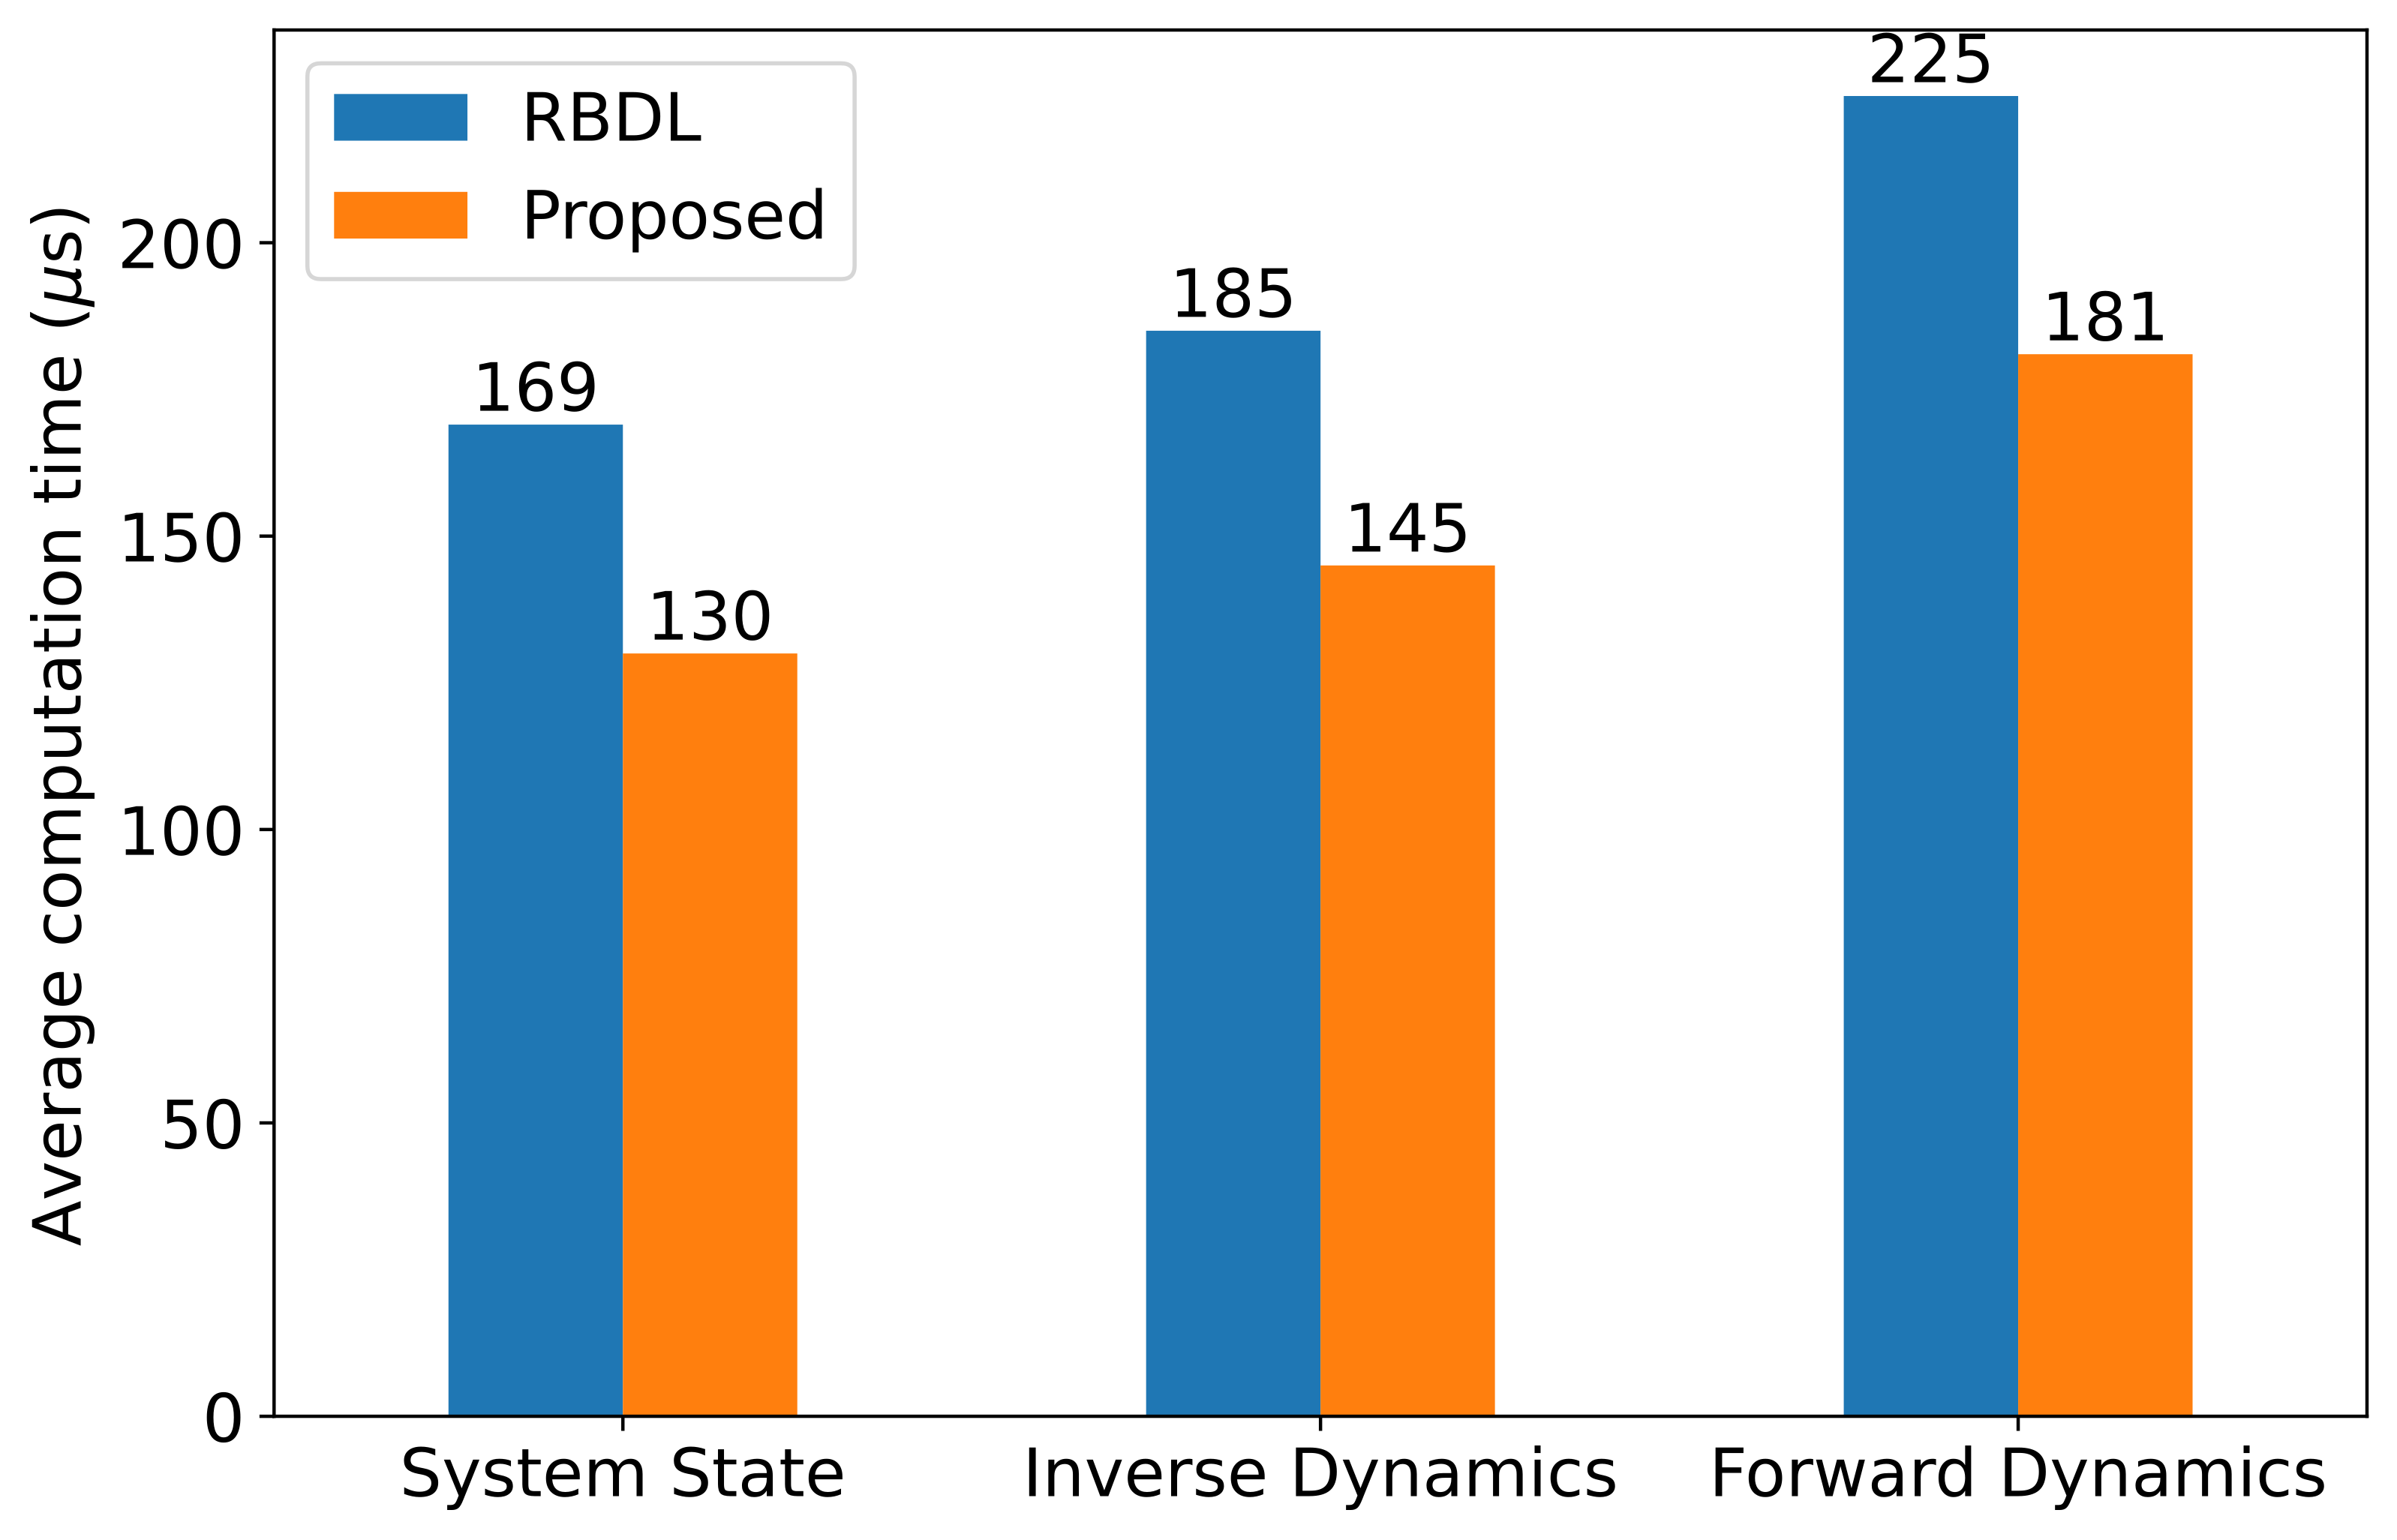 RBDL
Proposed
Average computation time (μs)
200
150
100
50
0
169
130
185
145
225
181
System State
Inverse Dynamics
Forward Dynamics